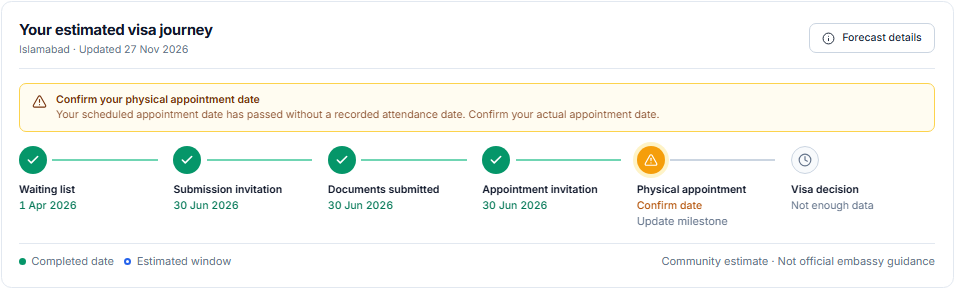 Your estimated visa journey
Islamabad · Updated 27 Nov 2026
Forecast details
Confirm your physical appointment date
Your scheduled appointment date has passed without a recorded attendance date. Confirm your actual appointment date.
Waiting list
1 Apr 2026
Submission invitation
30 Jun 2026
Documents submitted
30 Jun 2026
Appointment invitation
30 Jun 2026
Physical appointment
Confirm date
Update milestone
Visa decision
Not enough data
Completed date
Estimated window
Community estimate · Not official embassy guidance